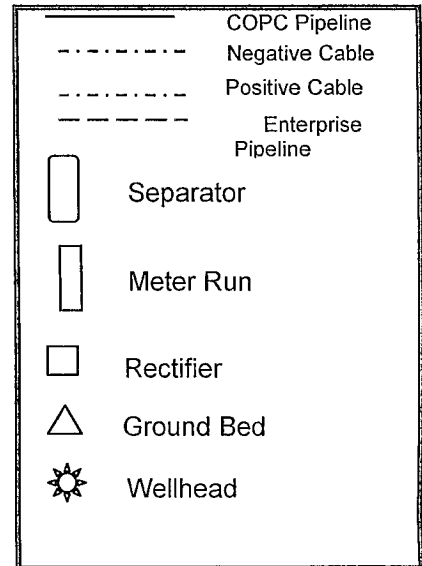 COPC Pipeline
Negative Cable
Positive Cable
Enterprise
Pipeline
Separator
Meter Run
Rectifier
Ground Bed
Wellhead